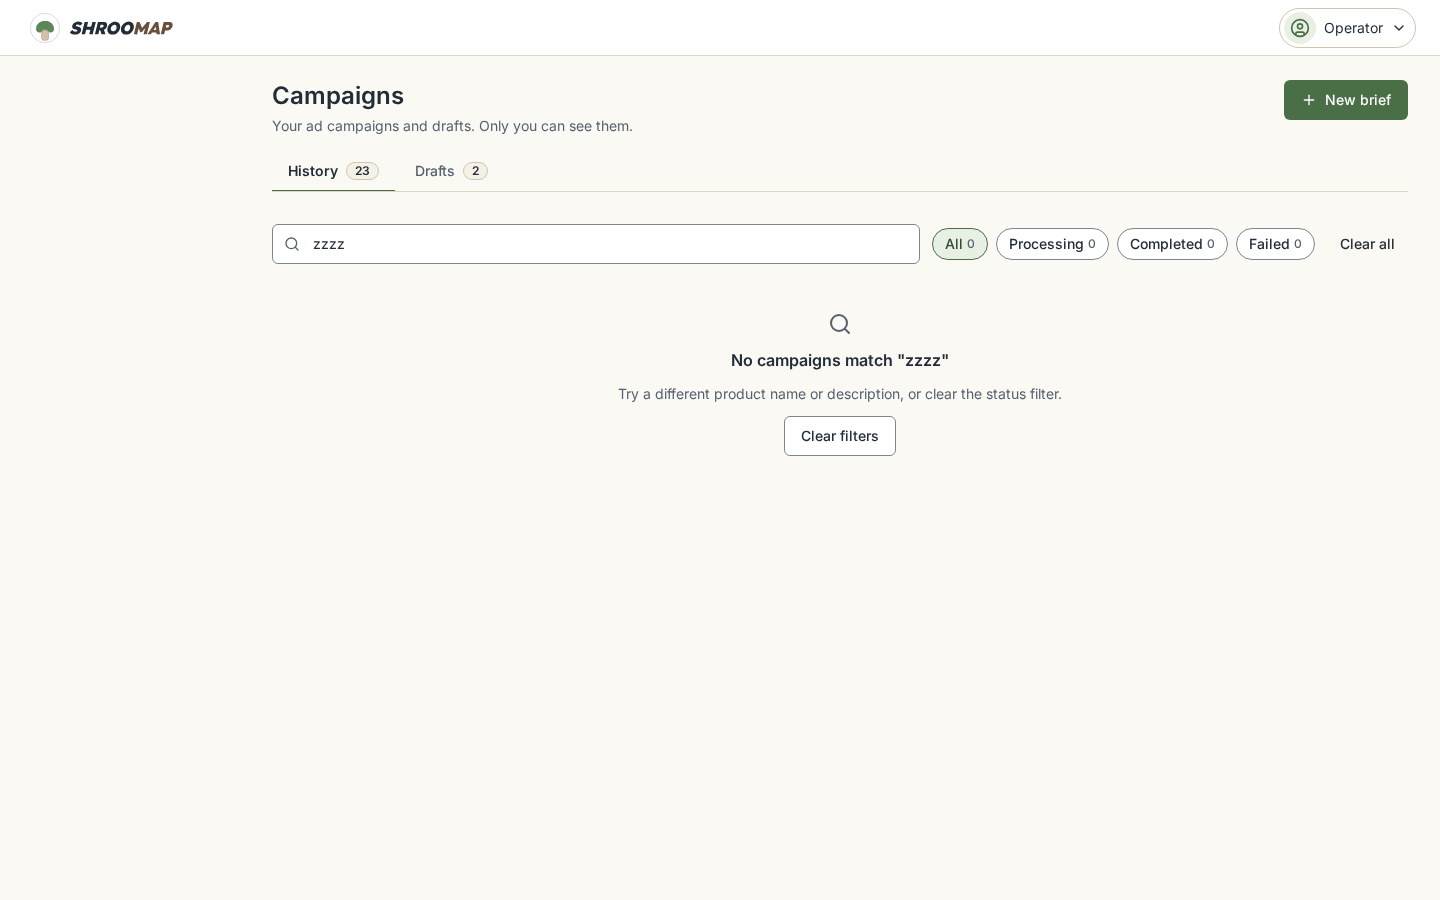 SHROOMAP
Operator
Campaigns
New brief
Your ad campaigns and drafts. Only you can see them.
History 23 Drafts 2
zzzz
All 0 Processing 0 Completed 0 Failed 0 Clear all
No campaigns match "zzzz"
Try a different product name or description, or clear the status filter.
Clear filters